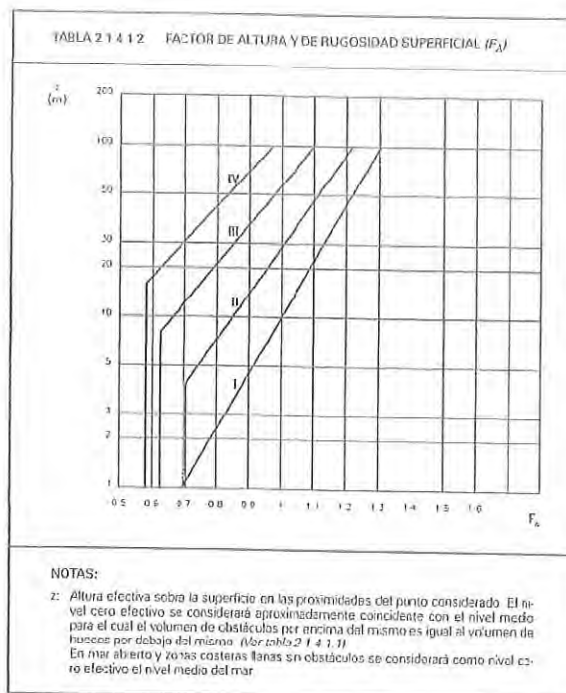 TABLA 2 1 4 1 2 FACTOR DE ALTURA Y DE RUGOSIDAD SUPERFICIAL (F_A)
z
(m)
200
100
50
30
20
10
5
3
2
1
IV
III
II
I
0 5 0 6 0 7 0 8 0 9 1 1 1 1 2 1 3 1 4 1 5 1 6
F_A
NOTAS:
z: Altura efectiva sobre la superficie en las proximidades del punto considerado El ni-
vel cero efectivo se considerará aproximadamente coincidente con el nivel medio
para el cual el volumen de obstáculos por encima del mismo es igual al volumen de
huecos por debajo del mismo (Ver tabla 2 1 4 1.1)
En mar abierto y zonas costeras llanas sin obstáculos se considerará como nivel ce-
ro efectivo el nivel medio del mar